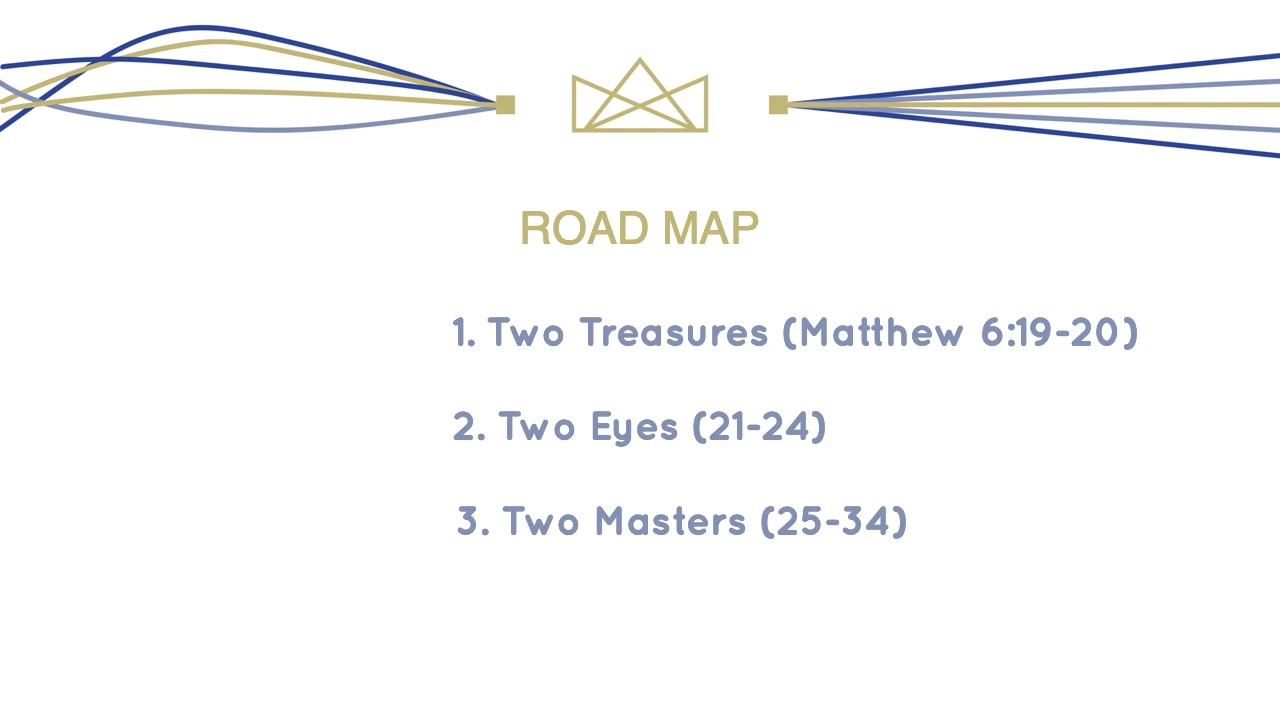 ROAD MAP
1. Two Treasures (Matthew 6:19-20)
2. Two Eyes (21-24)
3. Two Masters (25-34)